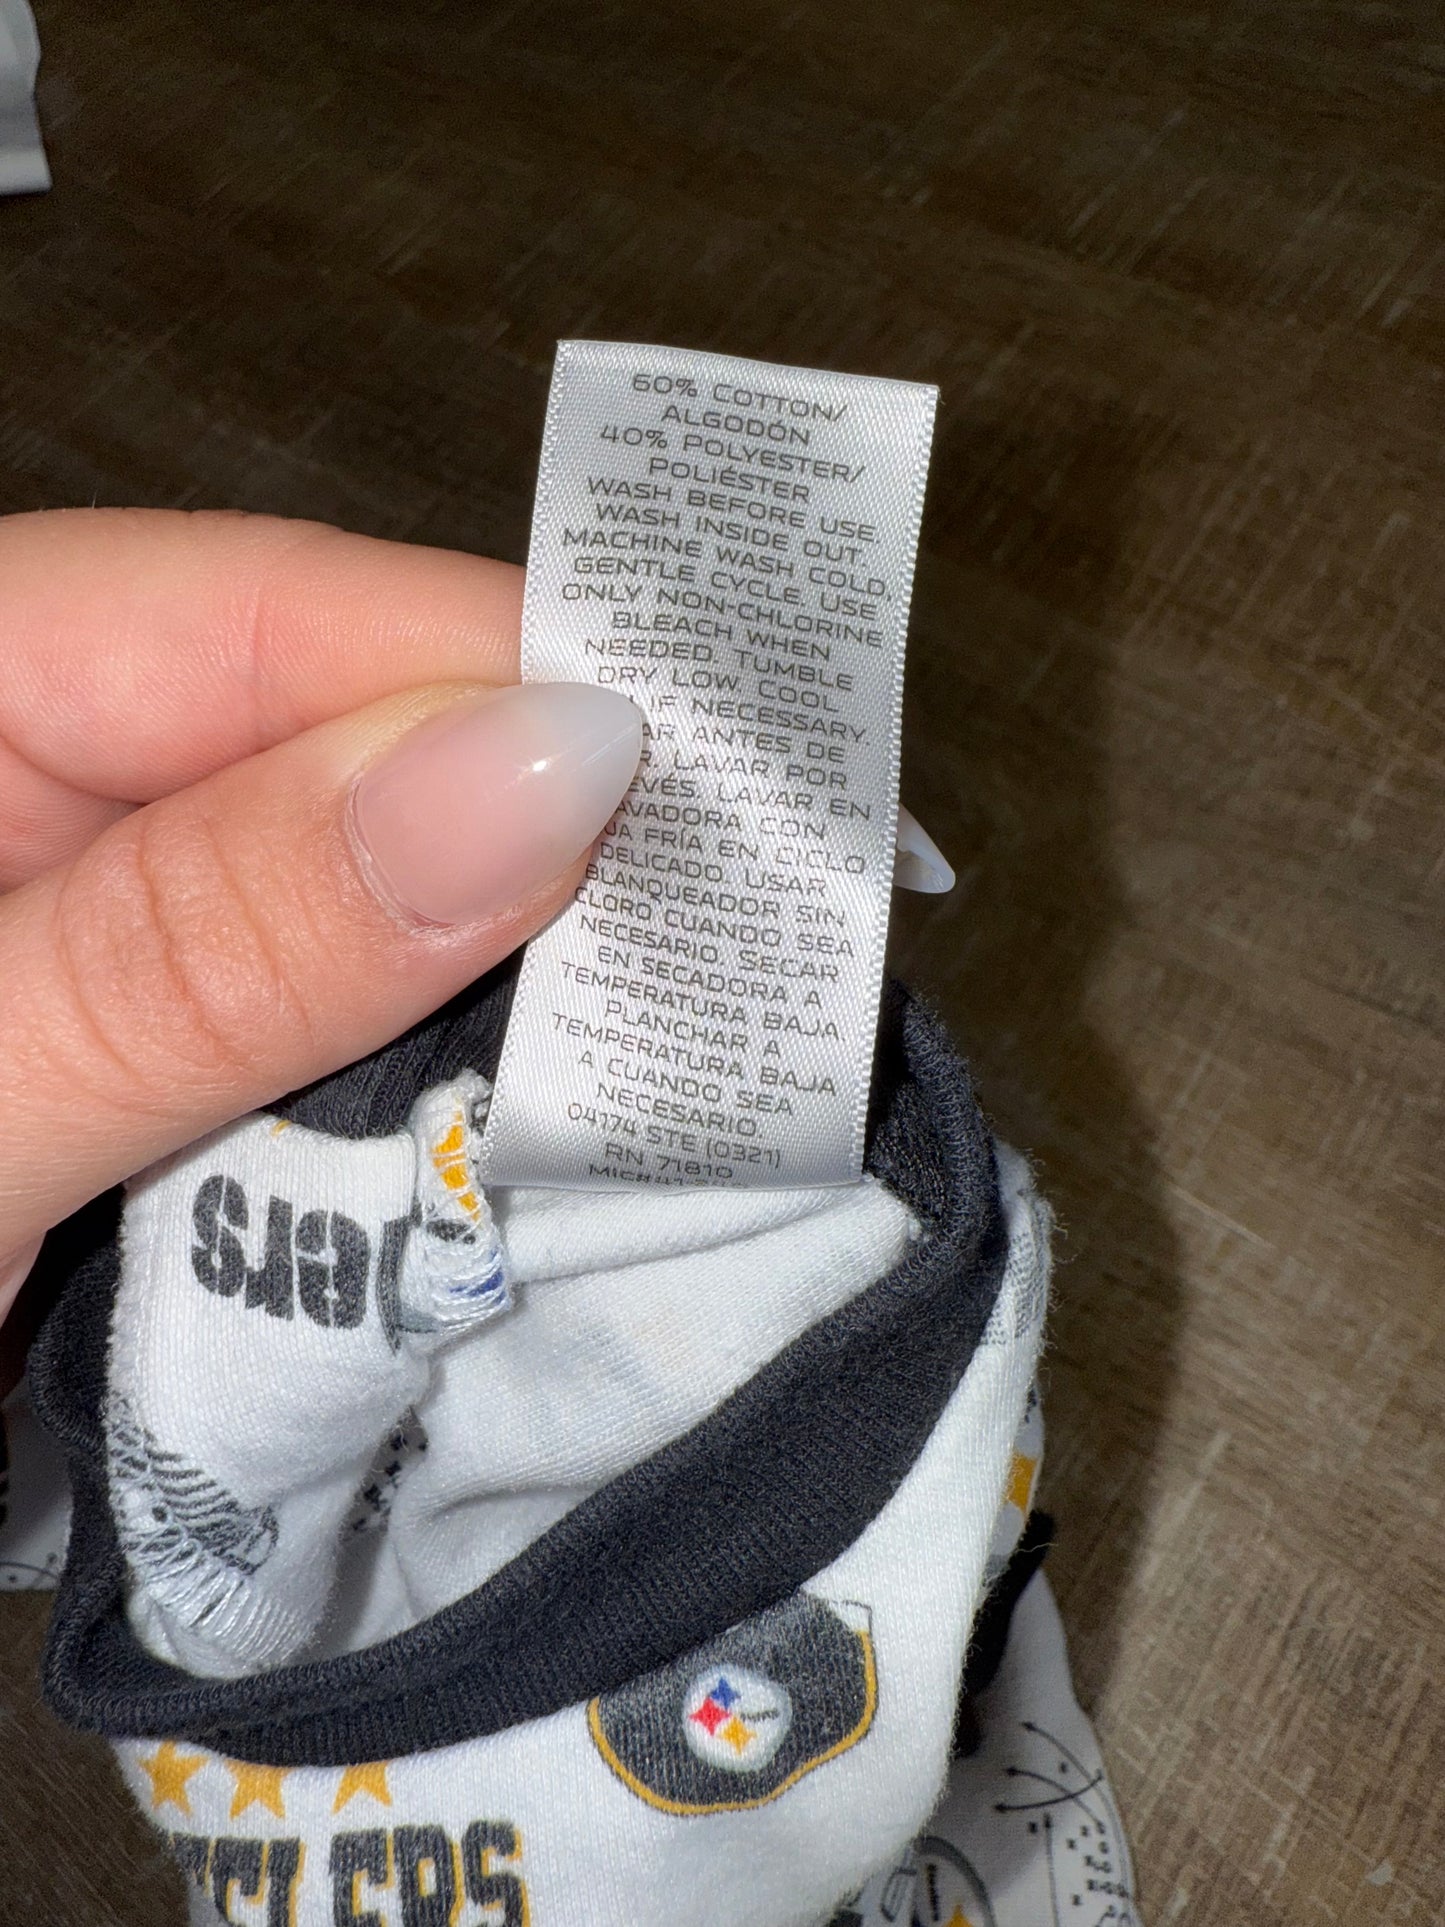 60% COTTON/
ALGODÓN
40% POLYESTER/
POLIÉSTER
WASH BEFORE USE.
WASH INSIDE OUT.
MACHINE WASH COLD,
GENTLE CYCLE. USE
ONLY NON-CHLORINE
BLEACH WHEN
NEEDED. TUMBLE
DRY LOW. COOL
IF NECESSARY.
ANTES DE
LAVAR POR
LAVAR EN
CON
FRÍA EN CICLO
DELICADO. USAR
BLANQUEADOR SIN
CLORO CUANDO SEA
NECESARIO. SECAR
EN SECADORA A
TEMPERATURA BAJA.
PLANCHAR A
TEMPERATURA BAJA
A CUANDO SEA
NECESARIO.
04174 STE (0321)
RN 71810